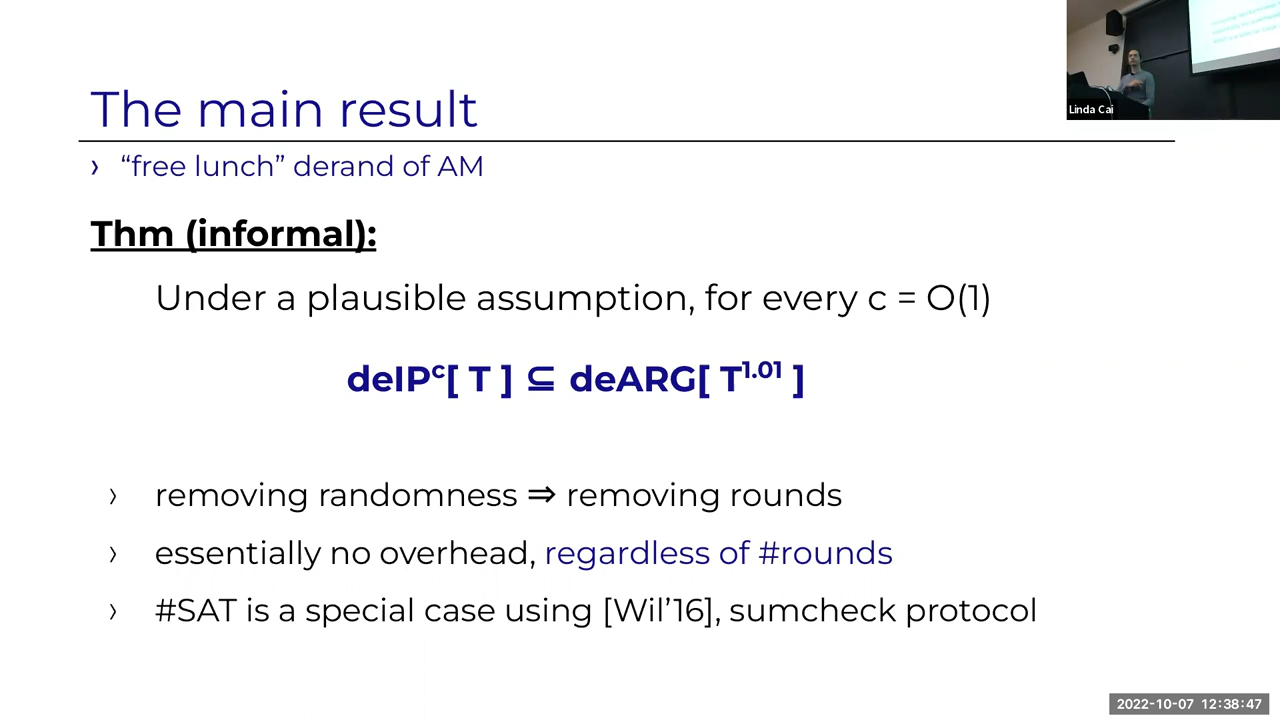 The main result
› “free lunch” derand of AM
Thm (informal):
Under a plausible assumption, for every c = O(1)
deIPᶜ[ T ] ⊆ deARG[ T¹·⁰¹ ]
› removing randomness ⇒ removing rounds
› essentially no overhead, regardless of #rounds
› #SAT is a special case using [Wil’16], sumcheck protocol
Linda Cai
2022-10-07 12:38:47